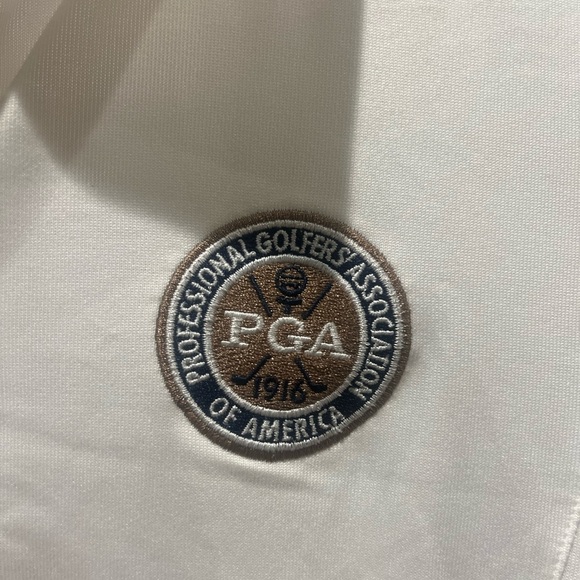 PROFESSIONAL GOLFERS' ASSOCIATION
OF AMERICA
PGA
1916